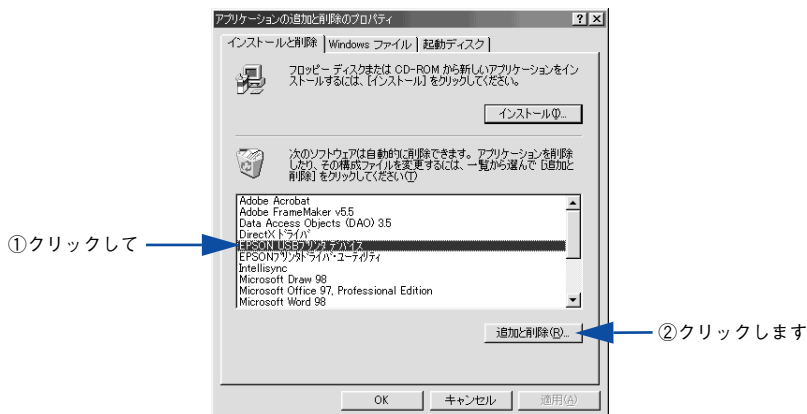 アプリケーションの追加と削除のプロパティ
インストールと削除
Windows ファイル
起動ディスク
フロッピー ディスクまたは CD-ROM から新しいアプリケーションをイン
ストールするには、[インストール] をクリックしてください。
インストール(I)...
次のソフトウェアは自動的に削除できます。アプリケーションを削除
したり、その構成ファイルを変更するには、一覧から選んで [追加と
削除] をクリックしてください(T)
Adobe Acrobat
Adobe FrameMaker v5.5
Data Access Objects (DAO) 3.5
DirectX ドライバ
①クリックして
EPSON USBプリンタ デバイス
EPSONプリンタドライバ・ユーティリティ
Intellisync
Microsoft Draw 98
Microsoft Office 97, Professional Edition
Microsoft Word 98
追加と削除(R)...
②クリックします
OK
キャンセル
適用(A)